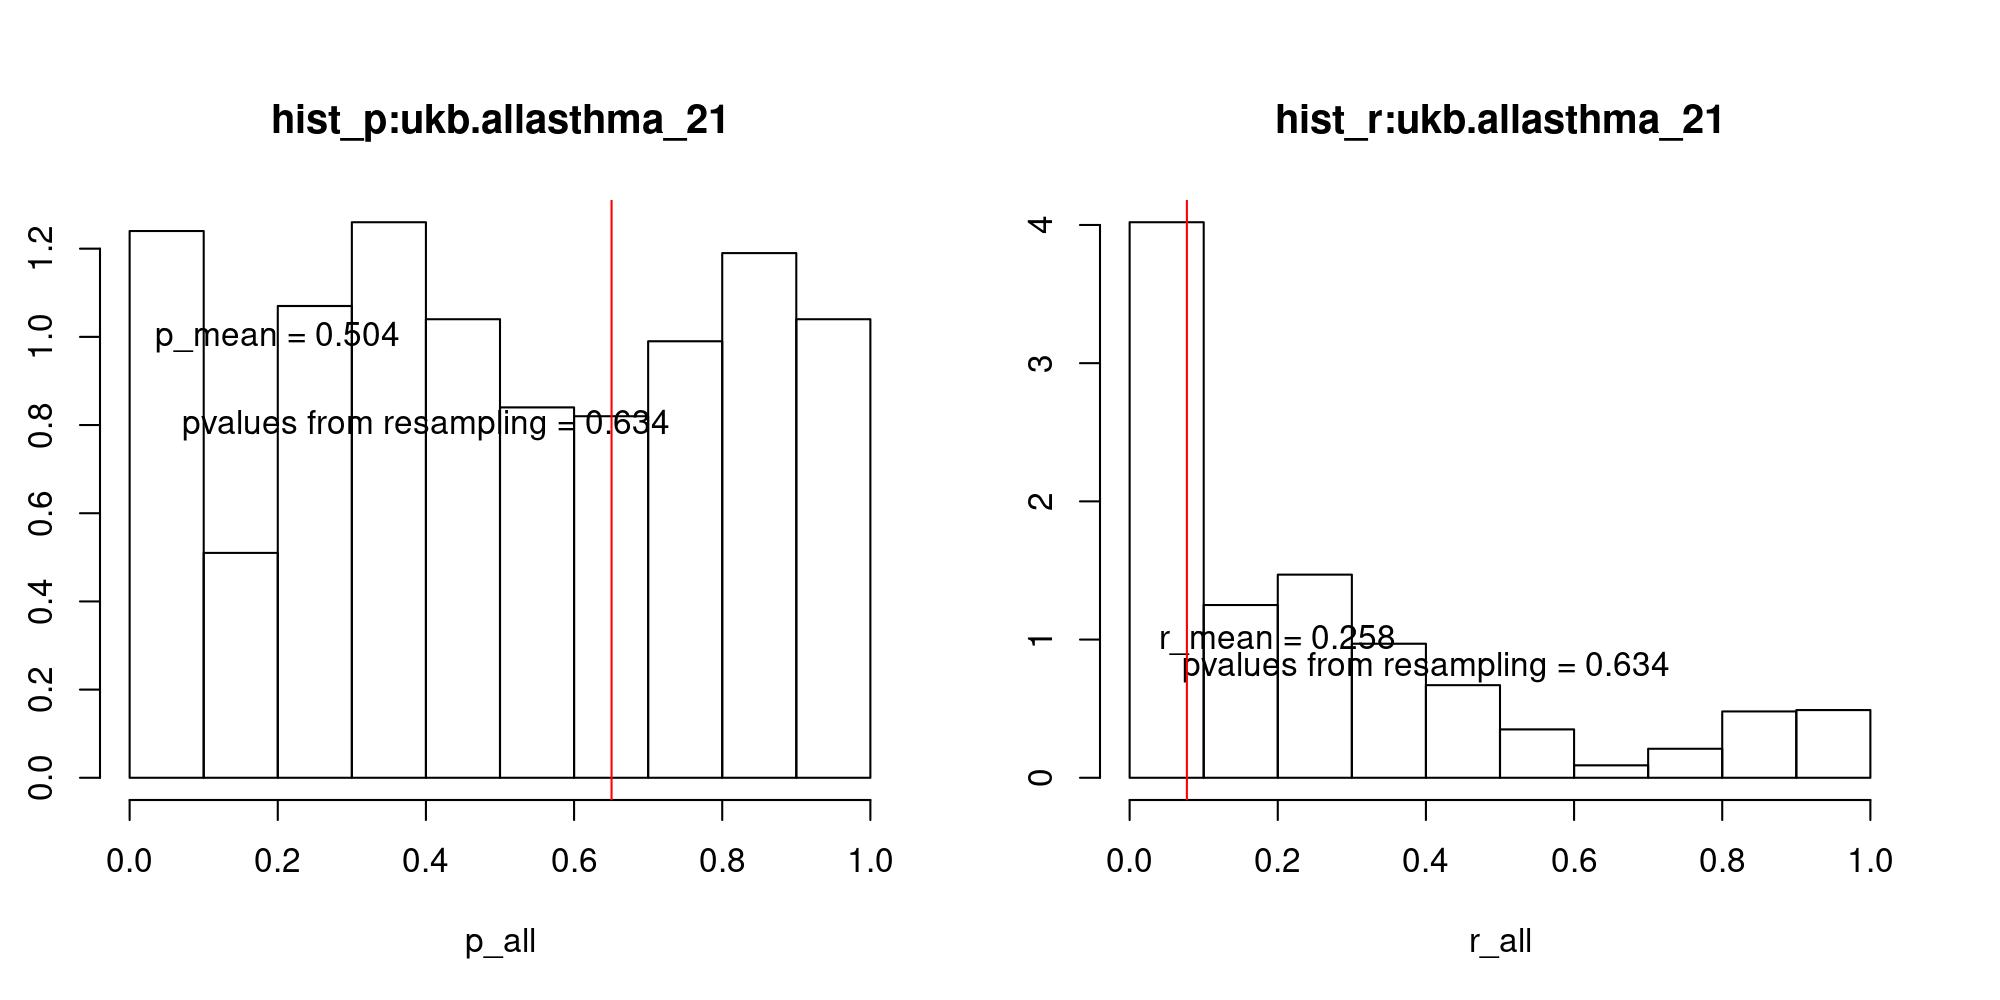 hist_p:ukb.allasthma_21
1.2
1.0
0.8
0.6
0.4
0.2
0.0
p_mean = 0.504
pvalues from resampling = 0.634
0.0 0.2 0.4 0.6 0.8 1.0
p_all
hist_r:ukb.allasthma_21
4
3
2
1
0
r_mean = 0.258
pvalues from resampling = 0.634
0.0 0.2 0.4 0.6 0.8 1.0
r_all